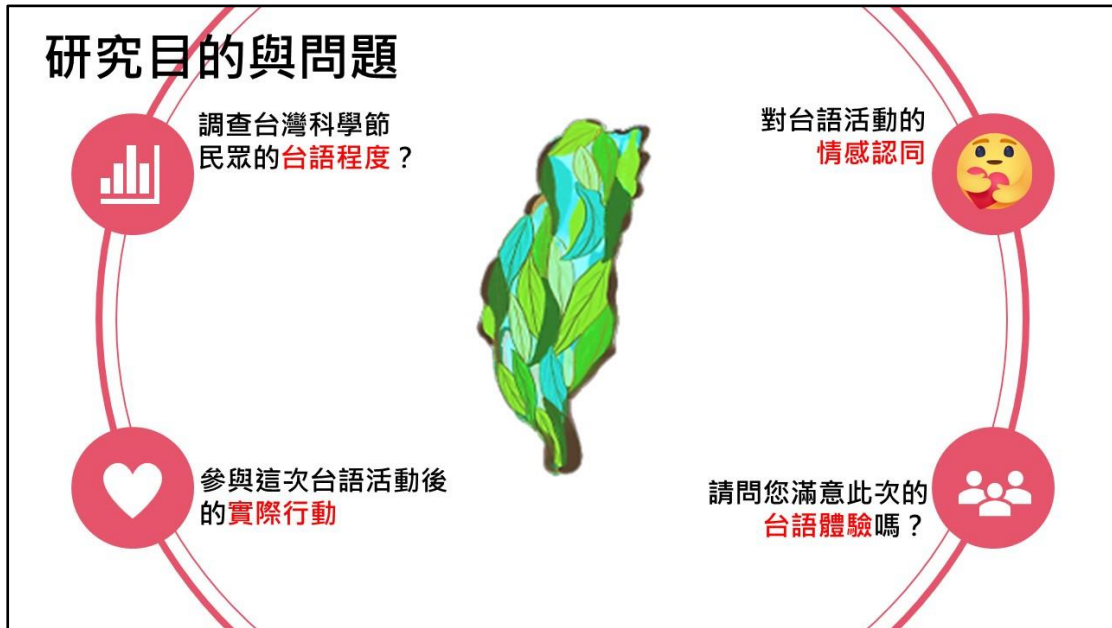 研究目的與問題
調查台灣科學節
民眾的台語程度？
對台語活動的
情感認同
參與這次台語活動後
的實際行動
請問您滿意此次的
台語體驗嗎？